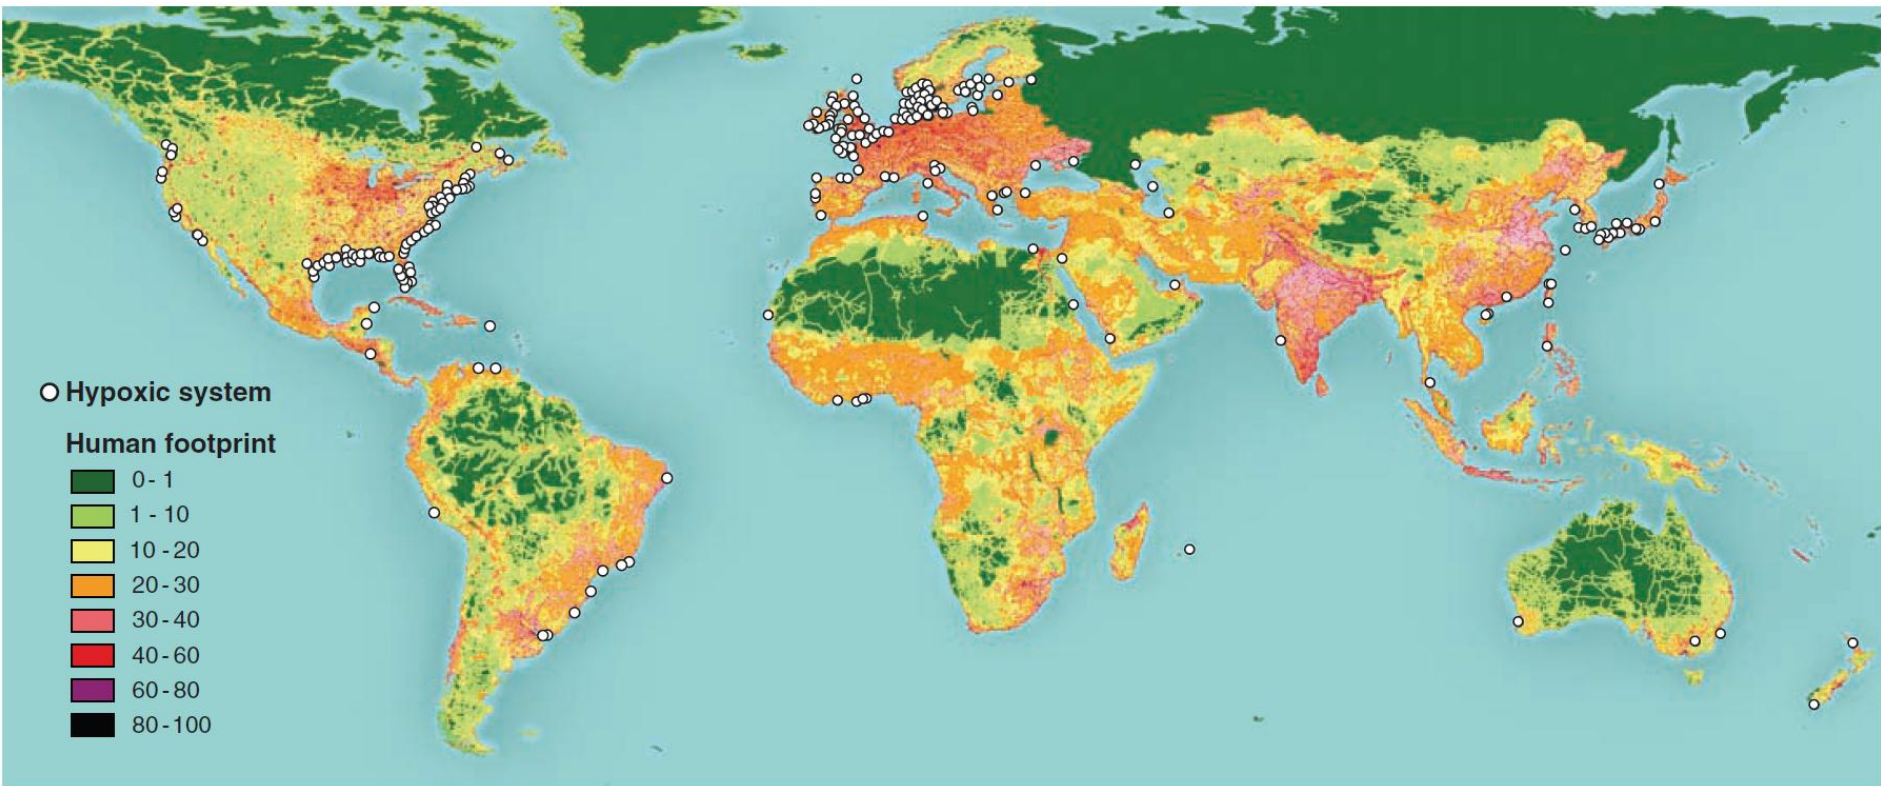 Hypoxic system
Human footprint
0 - 1
1 - 10
10 - 20
20 - 30
30 - 40
40 - 60
60 - 80
80 - 100